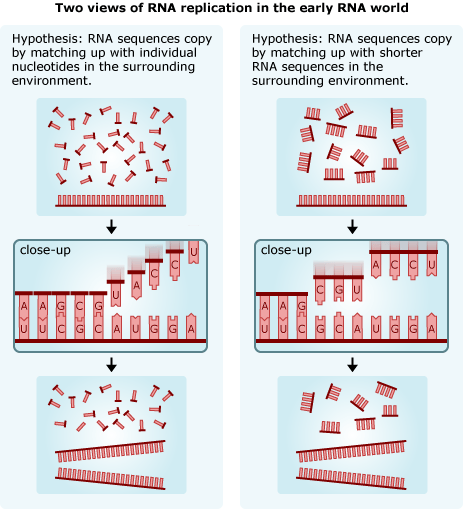 Two views of RNA replication in the early RNA world
Hypothesis: RNA sequences copy
by matching up with individual
nucleotides in the surrounding
environment.
close-up
A A G C G U A C C U
U U C G C A U G G A
Hypothesis: RNA sequences copy
by matching up with shorter
RNA sequences in the
surrounding environment.
close-up
A A G C G U A C C U
U U C G C A U G G A